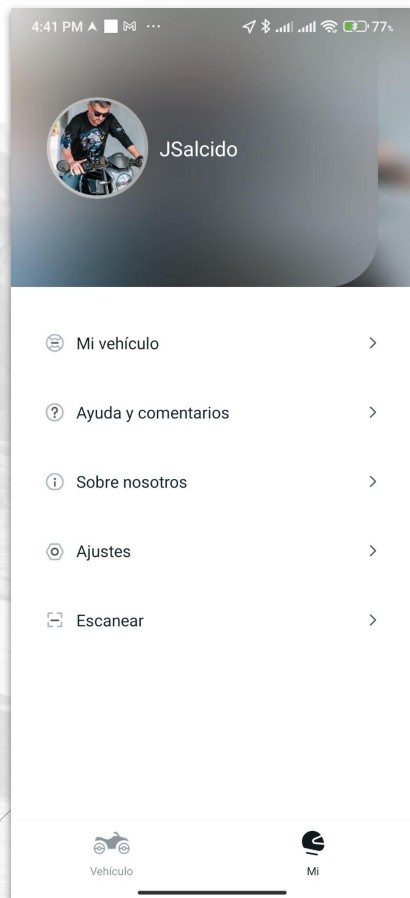 4:41 PM
77%
JSalcido
Mi vehículo
Ayuda y comentarios
Sobre nosotros
Ajustes
Escanear
Vehículo
Mi